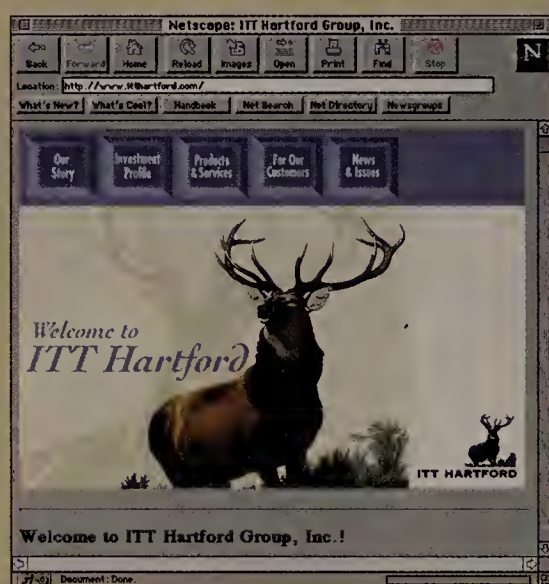 Netscape: ITT Hartford Group, Inc.
Back Forward Home Reload Images Open Print Find Stop
N
Location: http://www.itthartford.com/
What's New? What's Cool? Handbook Net Search Net Directory Newsgroups
Our Story
Investment Profile
Products & Services
For Our Customers
News & Issues
Welcome to
ITT Hartford
ITT HARTFORD
Welcome to ITT Hartford Group, Inc.!
Document: Done.